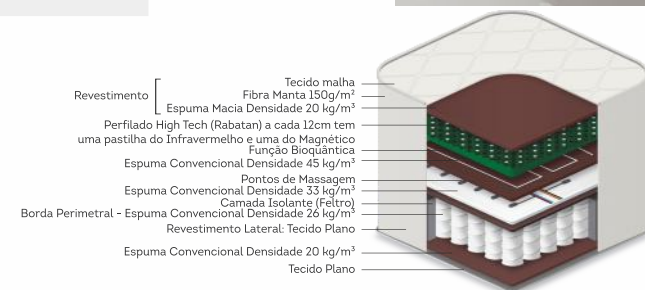 Tecido malha
Revestimento
Fibra Manta 150g/m²
Espuma Macia Densidade 20 kg/m³
Perfilado High Tech (Rabatan) a cada 12cm tem
uma pastilha do Infravermelho e uma do Magnético
Função Bioquântica
Espuma Convencional Densidade 45 kg/m³
Pontos de Massagem
Espuma Convencional Densidade 33 kg/m³
Camada Isolante (Feltro)
Borda Perimetral - Espuma Convencional Densidade 26 kg/m³
Revestimento Lateral: Tecido Plano
Espuma Convencional Densidade 20 kg/m³
Tecido Plano